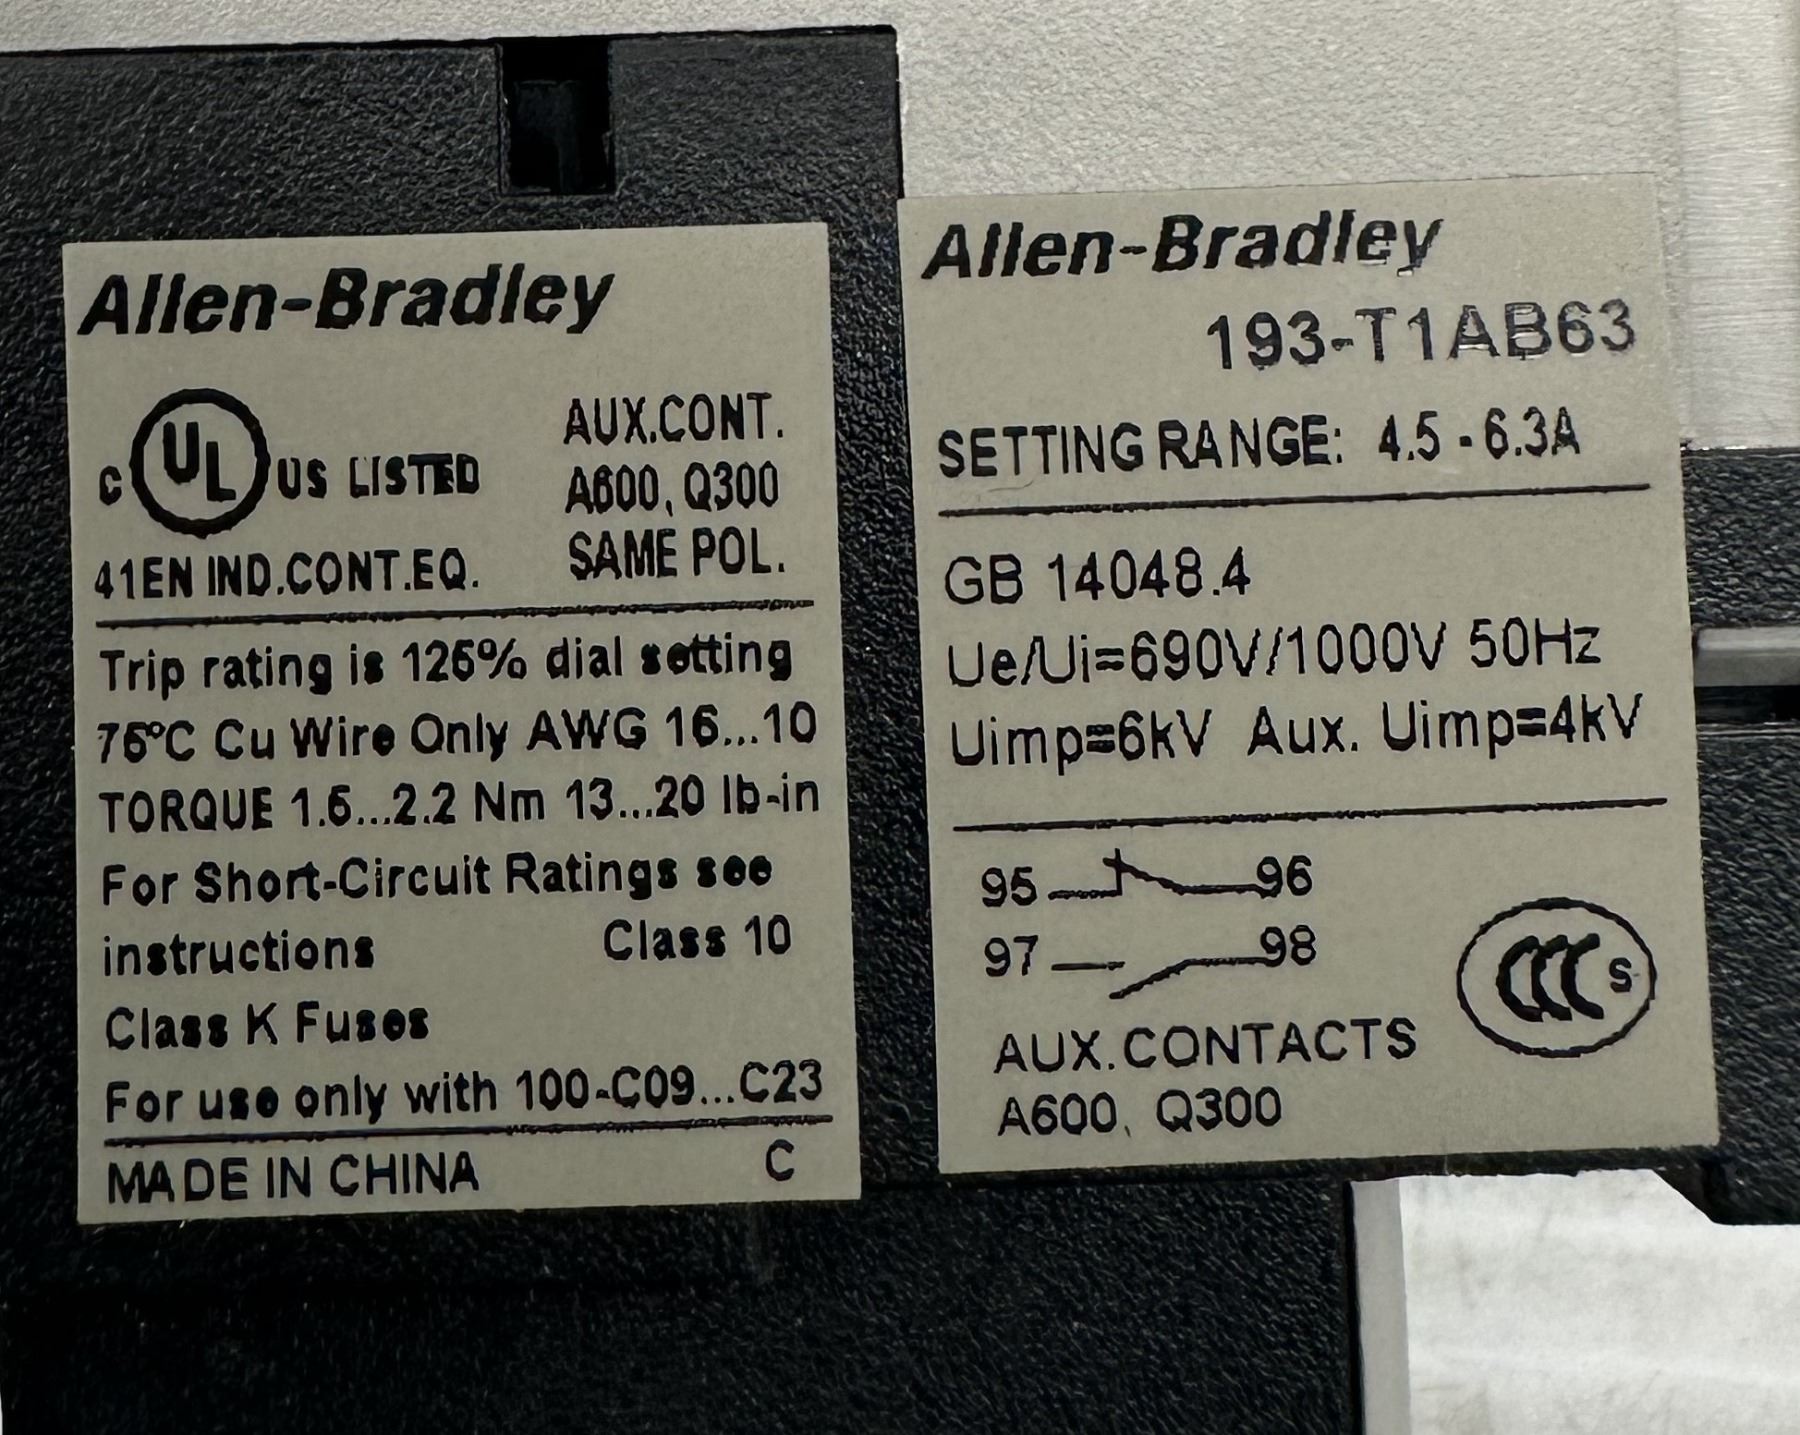 Allen-Bradley
c UL US LISTED
41EN IND.CONT.EQ.
AUX.CONT.
A600, Q300
SAME POL.
Trip rating is 125% dial setting
75°C Cu Wire Only AWG 16...10
TORQUE 1.5...2.2 Nm 13...20 lb-in
For Short-Circuit Ratings see
instructions Class 10
Class K Fuses
For use only with 100-C09...C23
MADE IN CHINA C
Allen-Bradley
193-T1AB63
SETTING RANGE: 4.5 - 6.3A
GB 14048.4
Ue/Ui=690V/1000V 50Hz
Uimp=6kV Aux. Uimp=4kV
95 96
97 98
CCC S
AUX.CONTACTS
A600, Q300